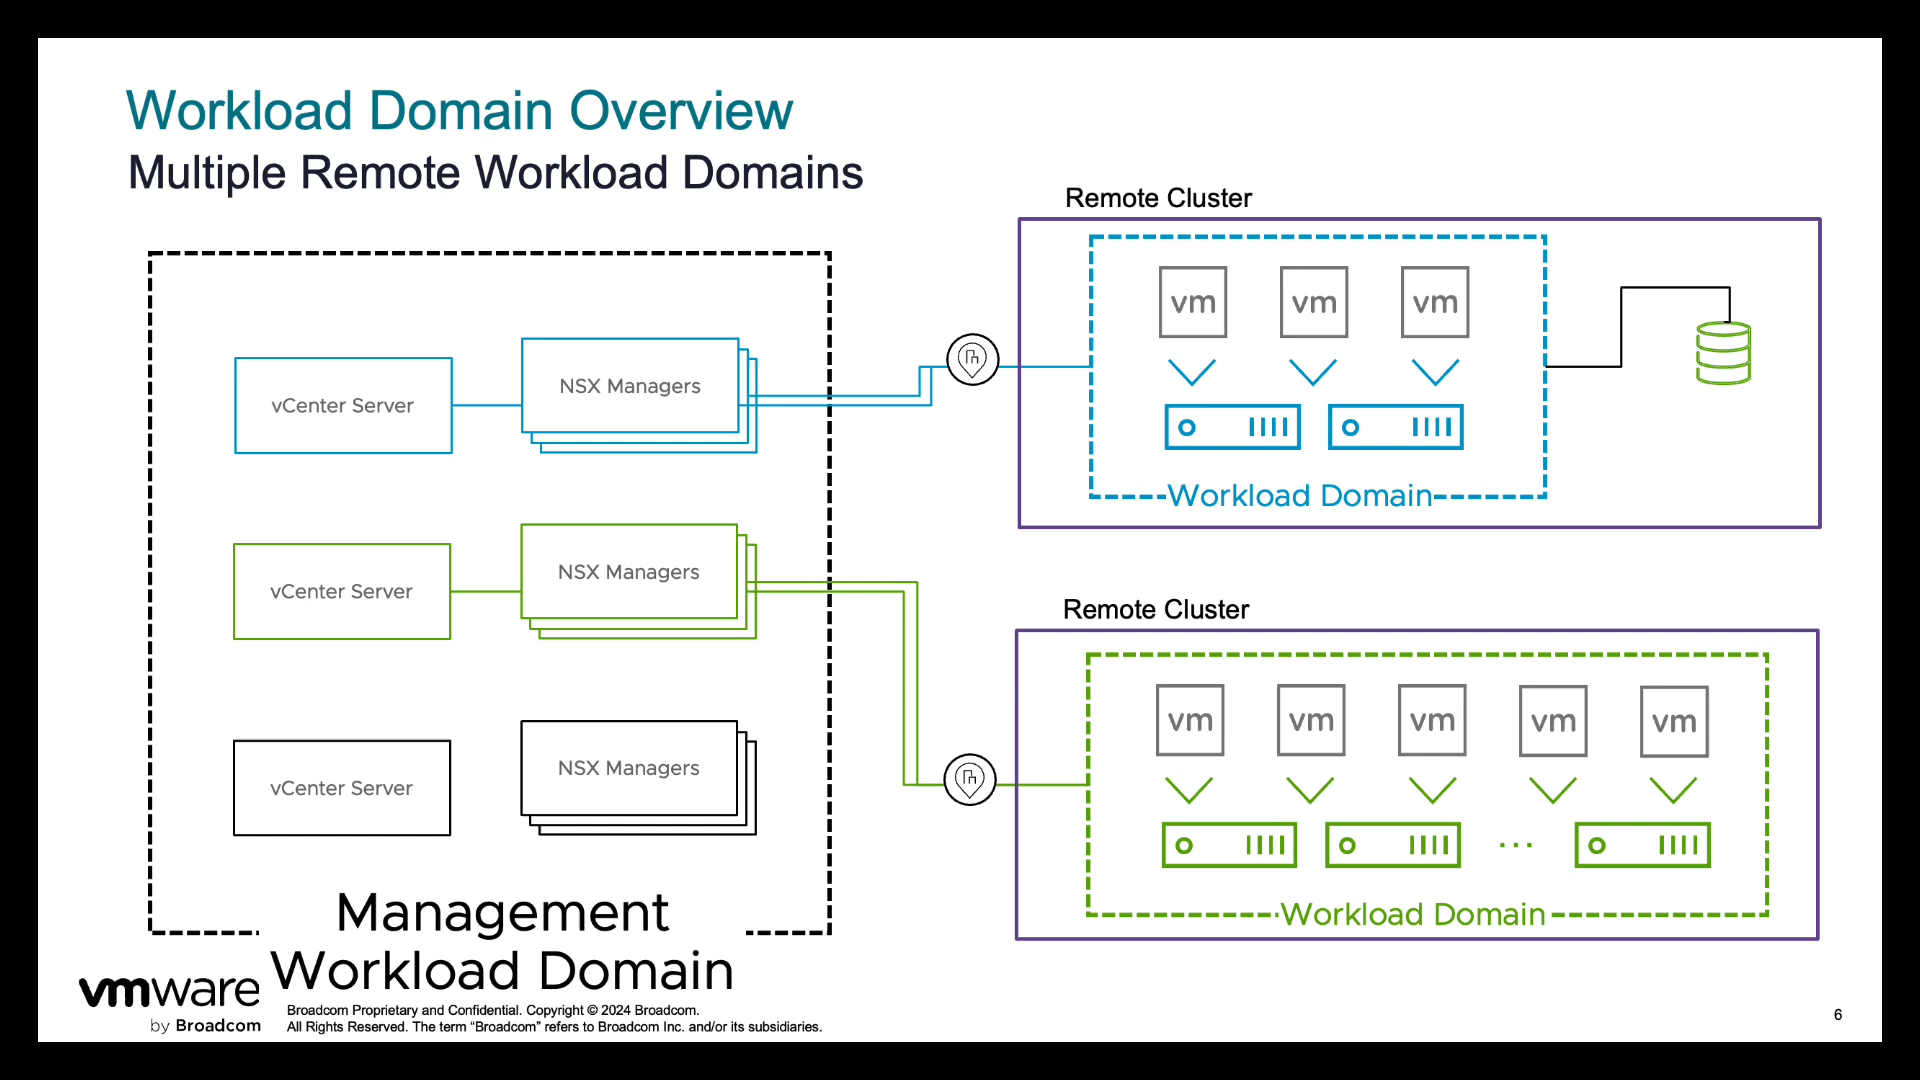 Workload Domain Overview
Multiple Remote Workload Domains
Remote Cluster
vm vm vm
Workload Domain
vCenter Server
NSX Managers
vCenter Server
NSX Managers
vCenter Server
NSX Managers
Management
Workload Domain
Remote Cluster
vm vm vm vm vm
...
Workload Domain
vmware
by Broadcom
Broadcom Proprietary and Confidential. Copyright © 2024 Broadcom.
All Rights Reserved. The term “Broadcom” refers to Broadcom Inc. and/or its subsidiaries.
6